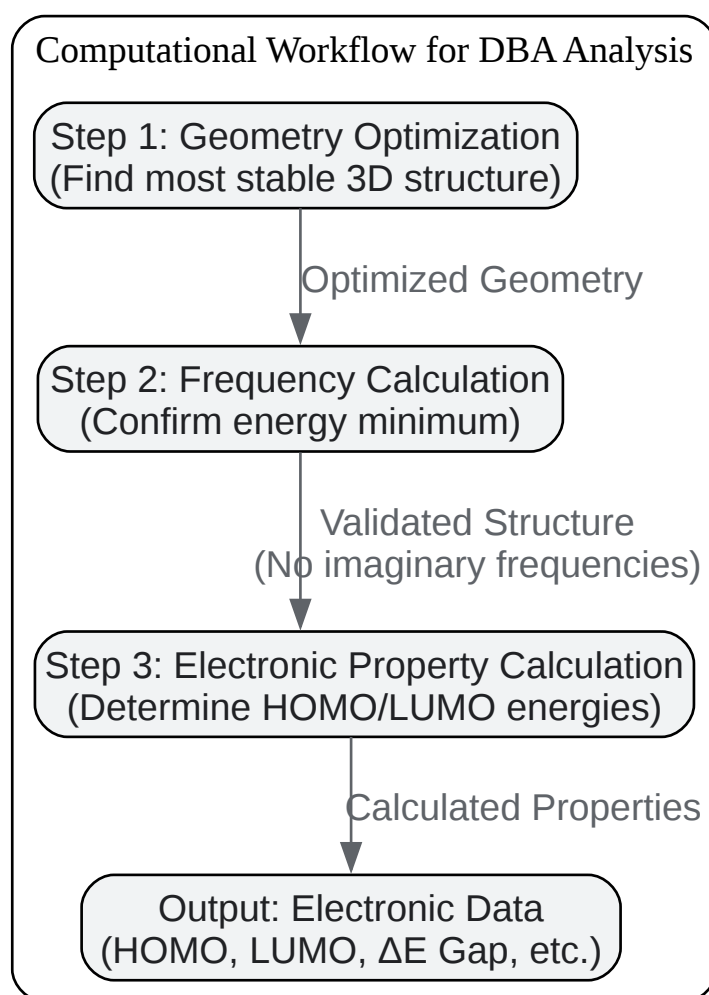 Computational Workflow for DBA Analysis
Step 1: Geometry Optimization
(Find most stable 3D structure)
Optimized Geometry
Step 2: Frequency Calculation
(Confirm energy minimum)
Validated Structure
(No imaginary frequencies)
Step 3: Electronic Property Calculation
(Determine HOMO/LUMO energies)
Calculated Properties
Output: Electronic Data
(HOMO, LUMO, ΔE Gap, etc.)